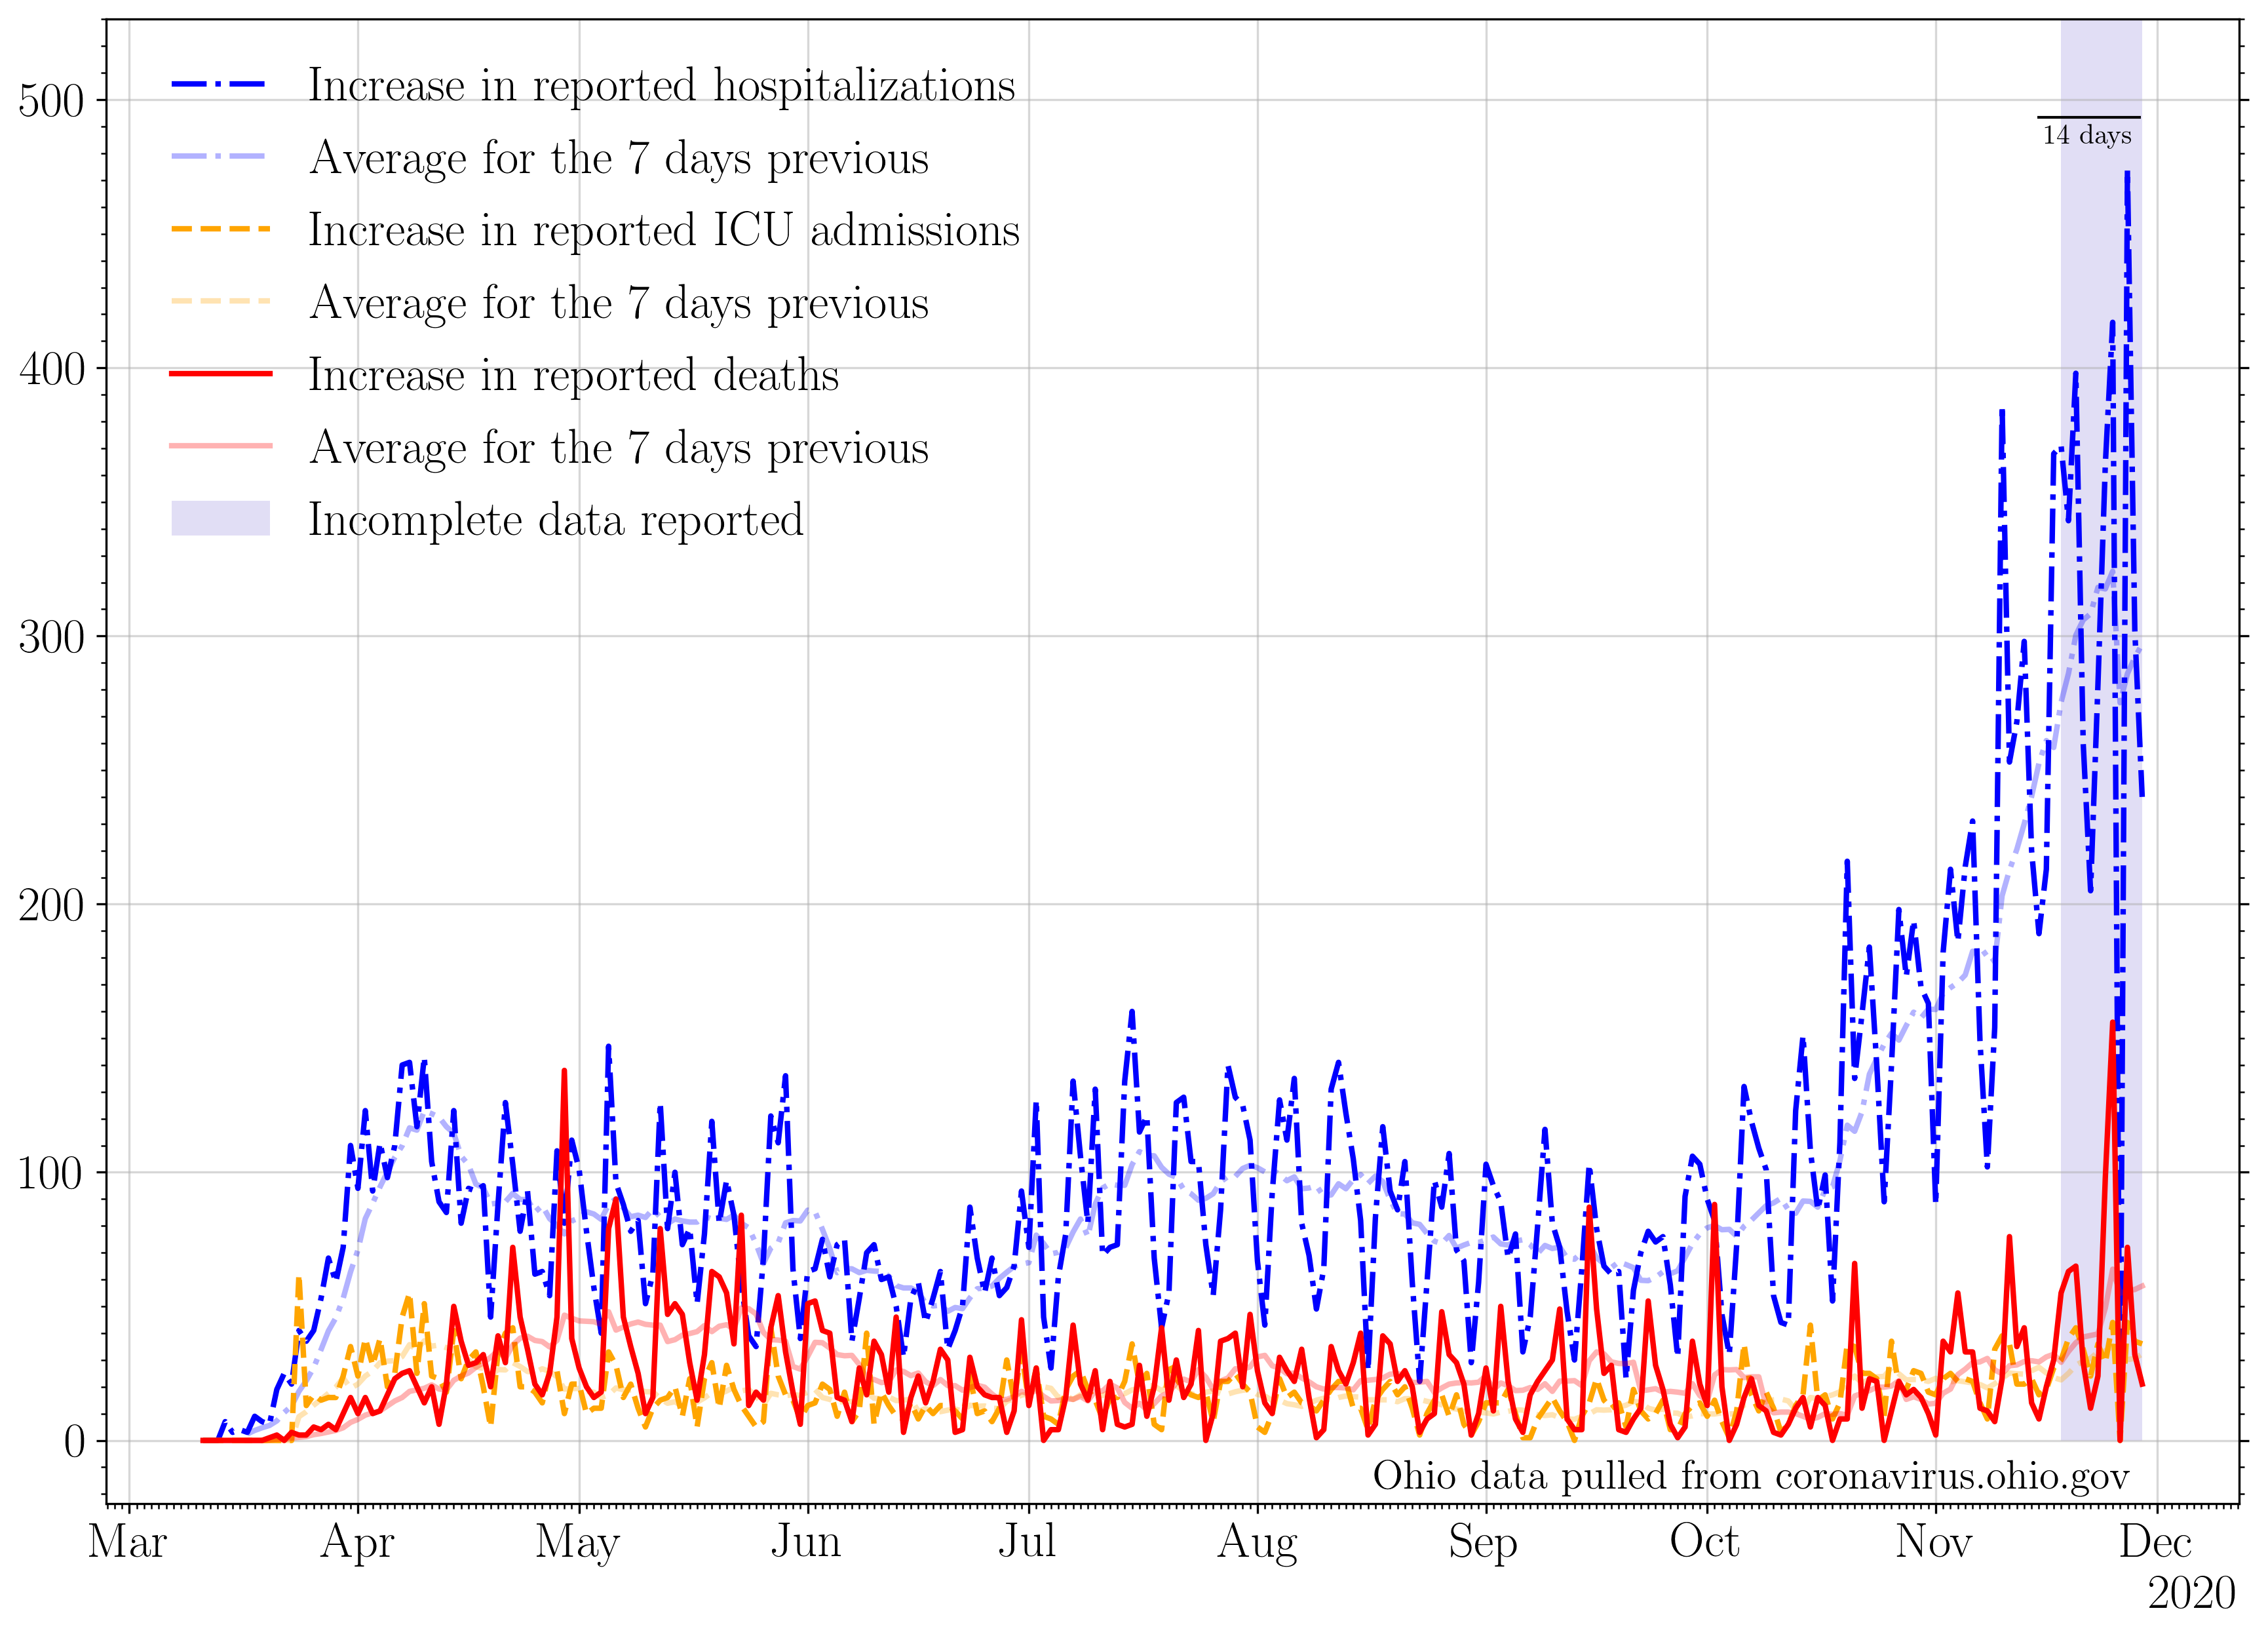 Increase in reported hospitalizations
Average for the 7 days previous
Increase in reported ICU admissions
Average for the 7 days previous
Increase in reported deaths
Average for the 7 days previous
Incomplete data reported
14 days
500
400
300
200
100
0
Ohio data pulled from coronavirus.ohio.gov
Mar Apr May Jun Jul Aug Sep Oct Nov Dec
2020